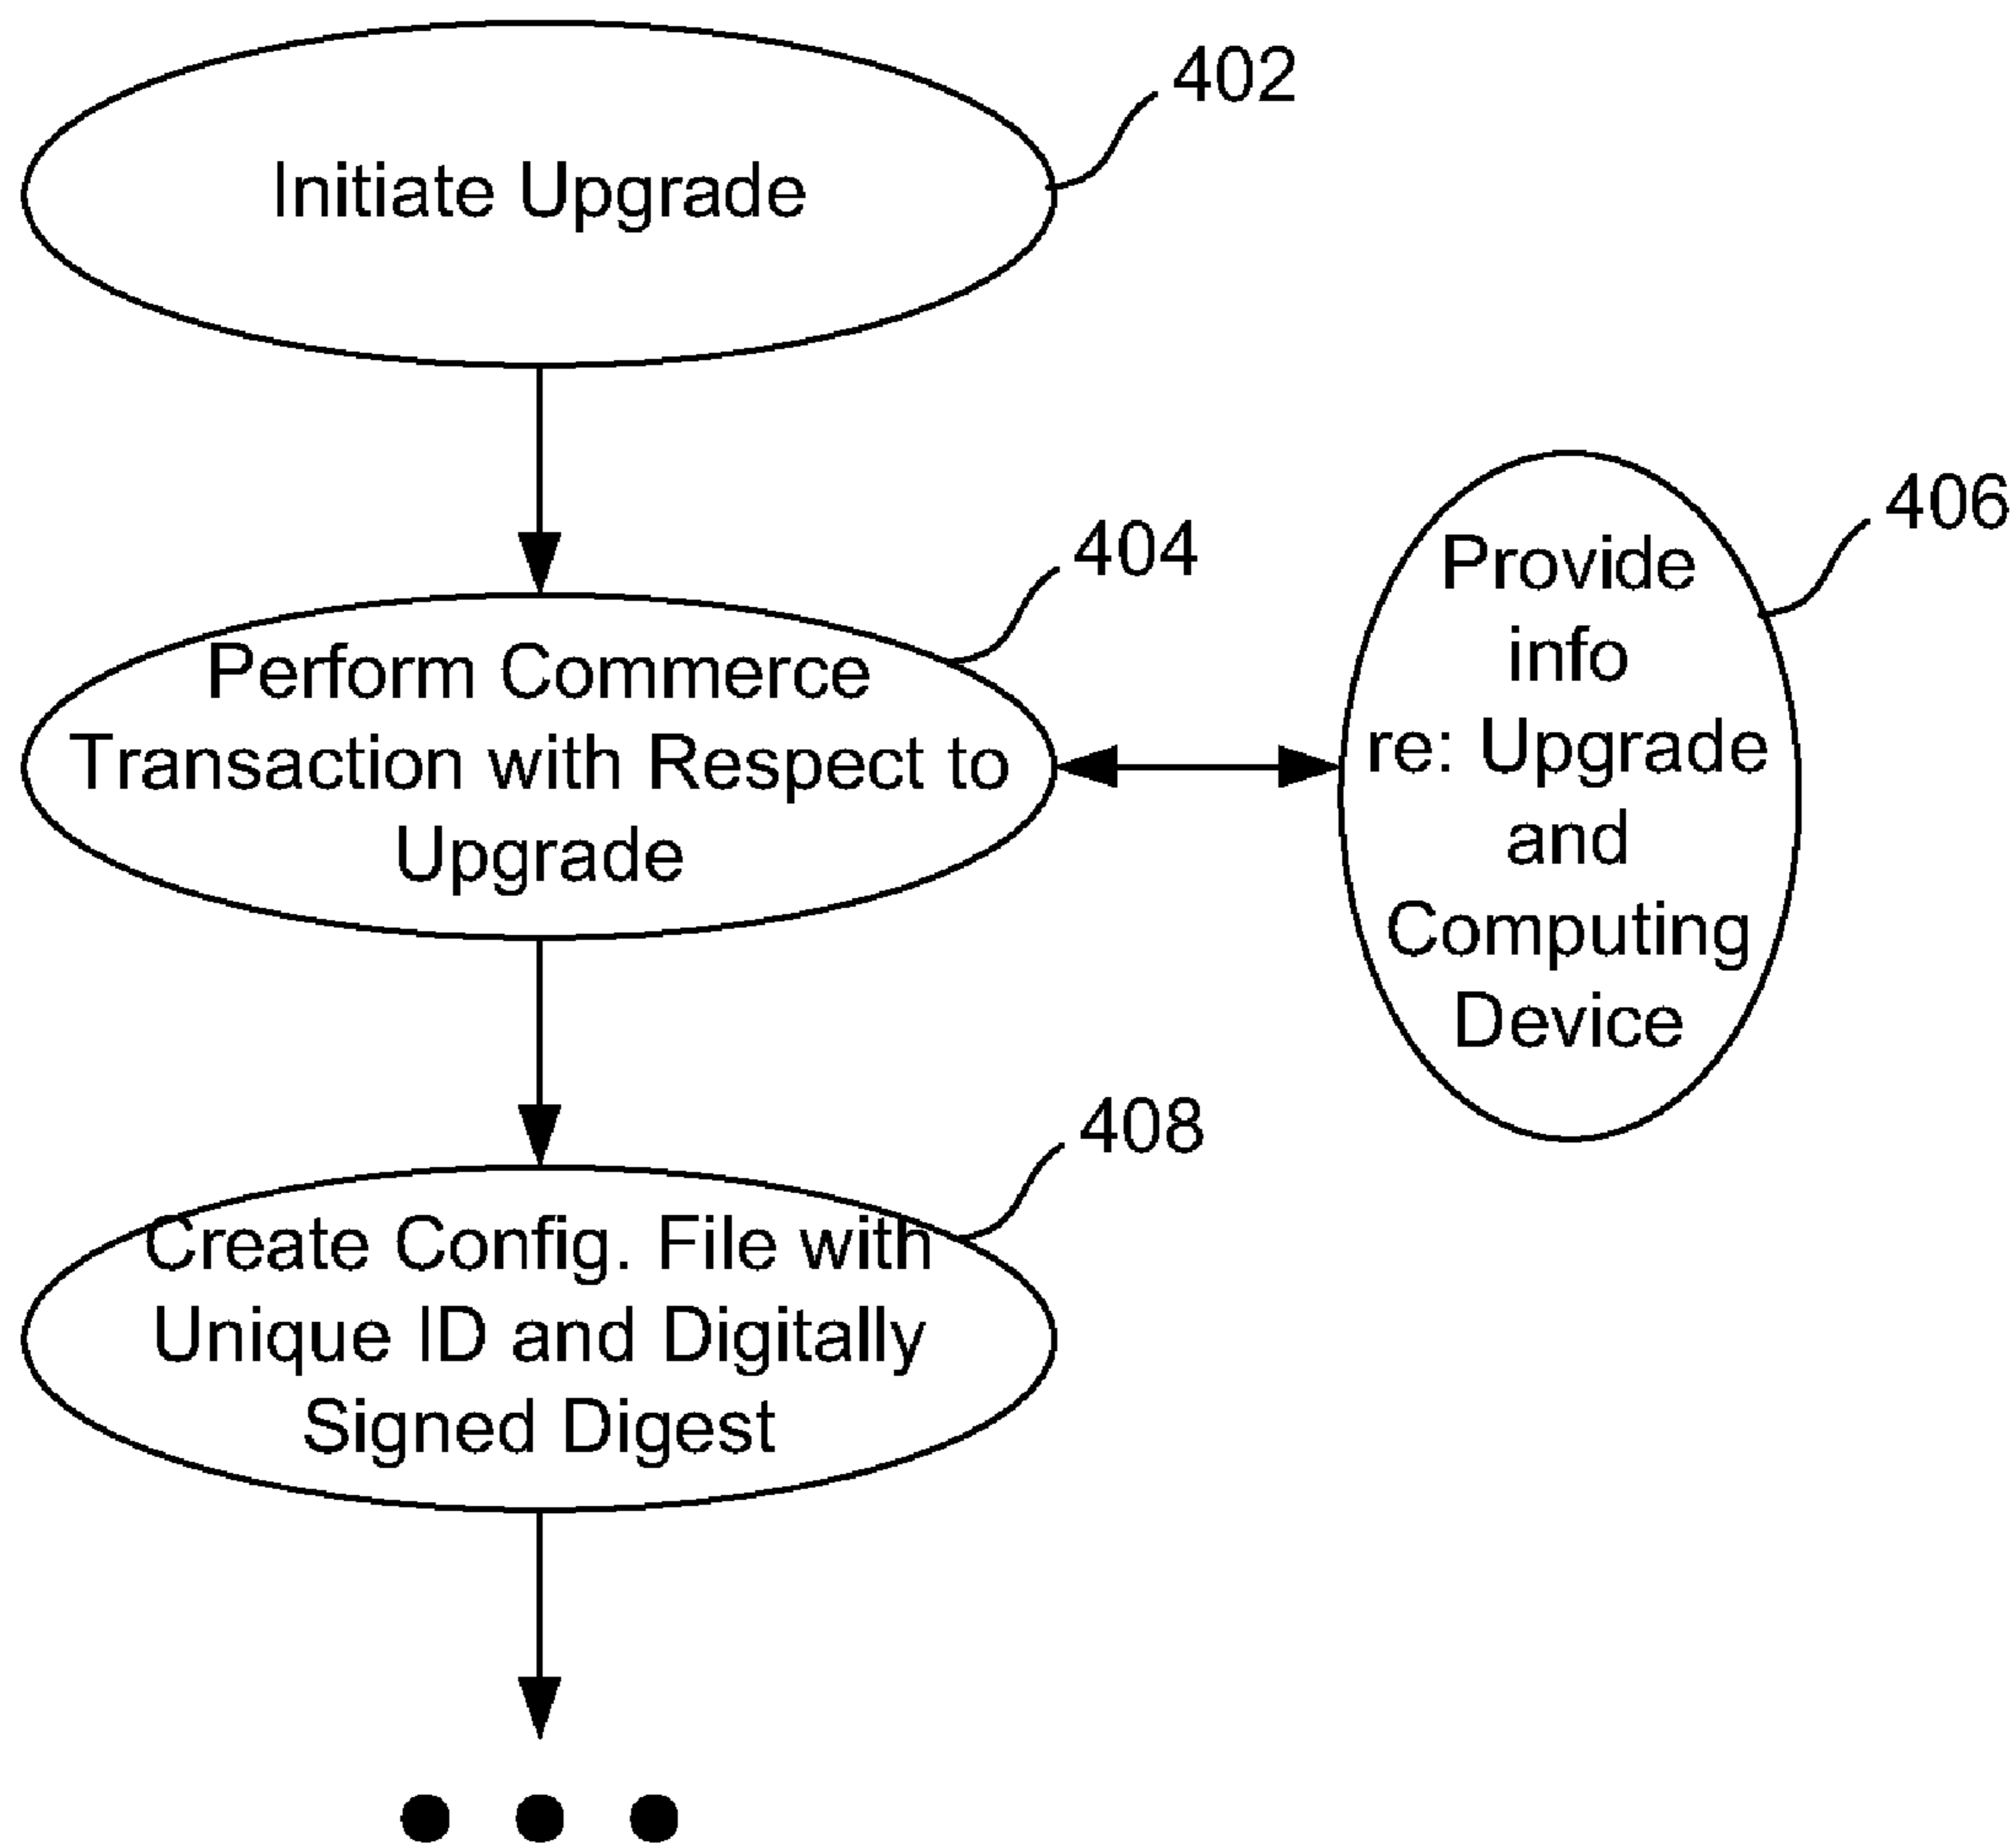 402
Initiate Upgrade
404
Perform Commerce
Transaction with Respect to
Upgrade
406
Provide
info
re: Upgrade
and
Computing
Device
408
Create Config. File with
Unique ID and Digitally
Signed Digest